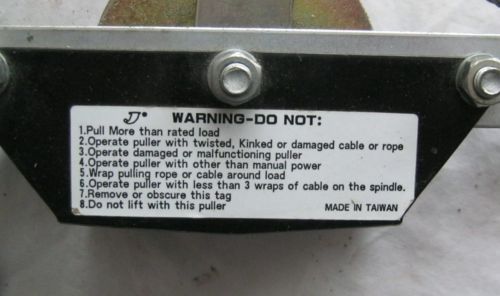 WARNING-DO NOT:
1.Pull More than rated load
2.Operate puller with twisted, Kinked or damaged cable or rope
3.Operate damaged or malfunctioning puller
4.Operate puller with other than manual power
5.Wrap pulling rope or cable around load
6.Operate puller with less than 3 wraps of cable on the spindle.
7.Remove or obscure this tag
8.Do not lift with this puller
MADE IN TAIWAN